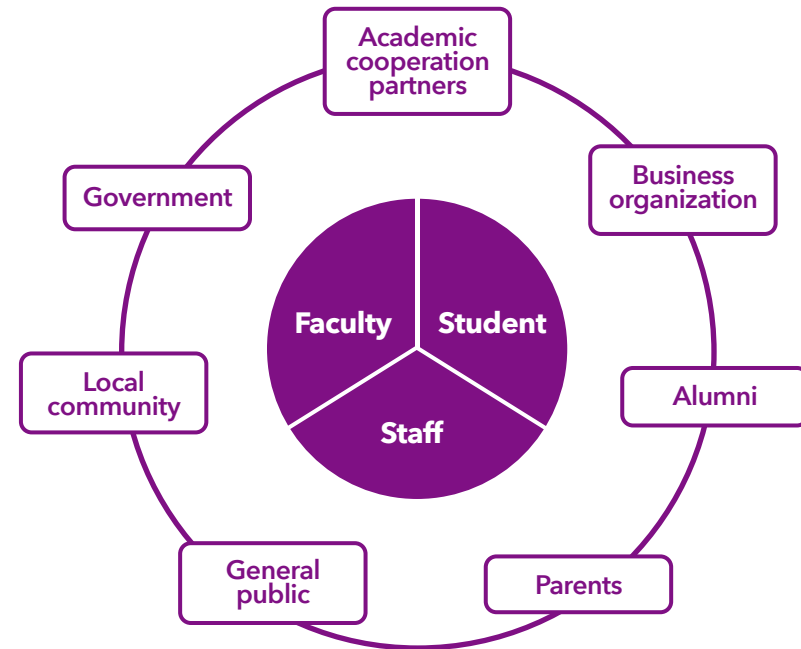 Academic
cooperation
partners
Business
organization
Government
Faculty
Student
Local
community
Alumni
Staff
General
public
Parents